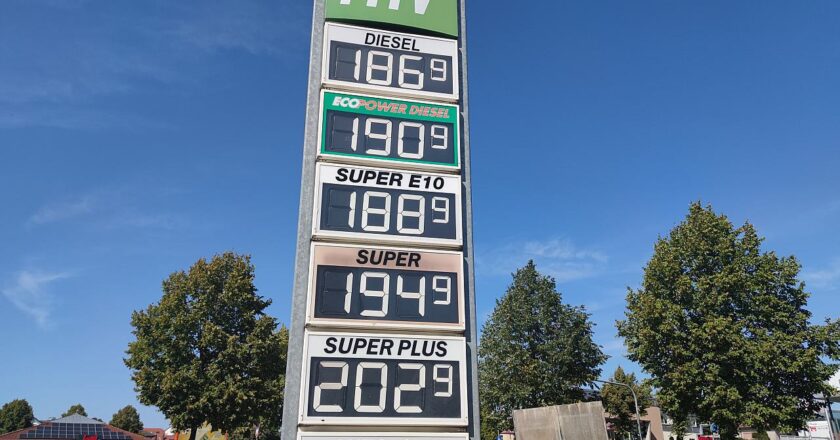 DIESEL
186⁹
ECOPOWER DIESEL
190⁹
SUPER E10
188⁹
SUPER
194⁹
SUPER PLUS
202⁹